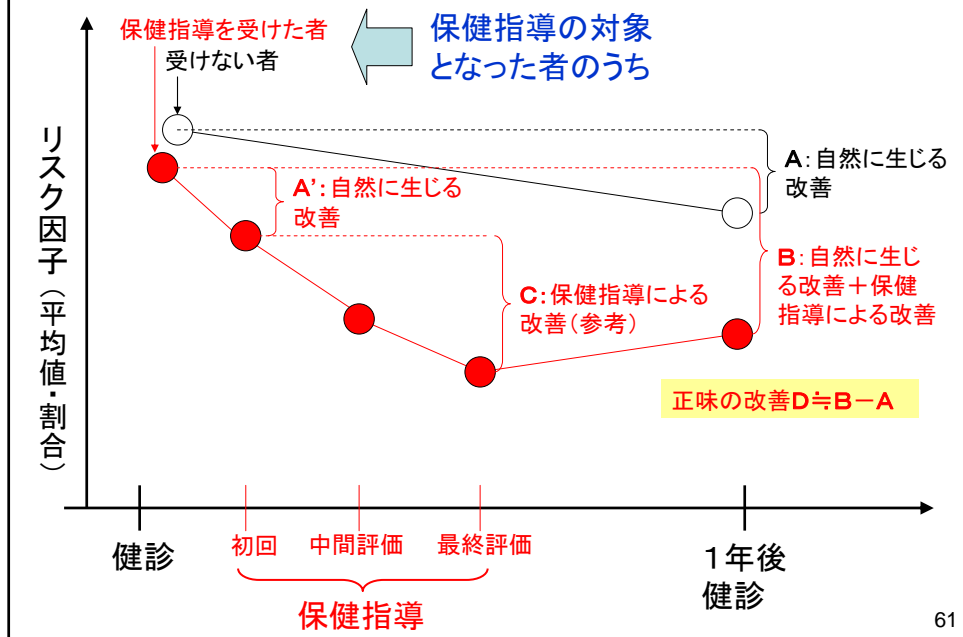 保健指導を受けた者
受けない者
保健指導の対象
となった者のうち
リスク因子（平均値・割合）
A：自然に生じる
改善
A’：自然に生じる
改善
B：自然に生じ
る改善＋保健
指導による改善
C：保健指導による
改善（参考）
正味の改善D≒B－A
健診
初回
中間評価
最終評価
1年後
健診
保健指導
61